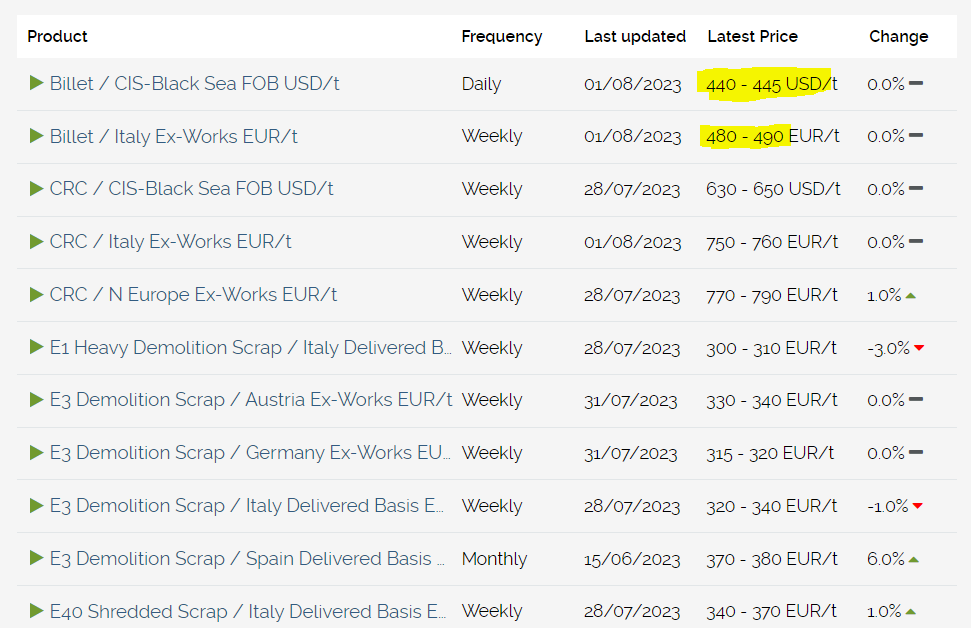 Product Frequency Last updated Latest Price Change
Billet / CIS-Black Sea FOB USD/t Daily 01/08/2023 440 - 445 USD/t 0.0%
Billet / Italy Ex-Works EUR/t Weekly 01/08/2023 480 - 490 EUR/t 0.0%
CRC / CIS-Black Sea FOB USD/t Weekly 28/07/2023 630 - 650 USD/t 0.0%
CRC / Italy Ex-Works EUR/t Weekly 01/08/2023 750 - 760 EUR/t 0.0%
CRC / N Europe Ex-Works EUR/t Weekly 28/07/2023 770 - 790 EUR/t 1.0%
E1 Heavy Demolition Scrap / Italy Delivered B... Weekly 28/07/2023 300 - 310 EUR/t -3.0%
E3 Demolition Scrap / Austria Ex-Works EUR/t Weekly 31/07/2023 330 - 340 EUR/t 0.0%
E3 Demolition Scrap / Germany Ex-Works EU... Weekly 31/07/2023 315 - 320 EUR/t 0.0%
E3 Demolition Scrap / Italy Delivered Basis E... Weekly 28/07/2023 320 - 340 EUR/t -1.0%
E3 Demolition Scrap / Spain Delivered Basis ... Monthly 15/06/2023 370 - 380 EUR/t 6.0%
E40 Shredded Scrap / Italy Delivered Basis E... Weekly 28/07/2023 340 - 370 EUR/t 1.0%